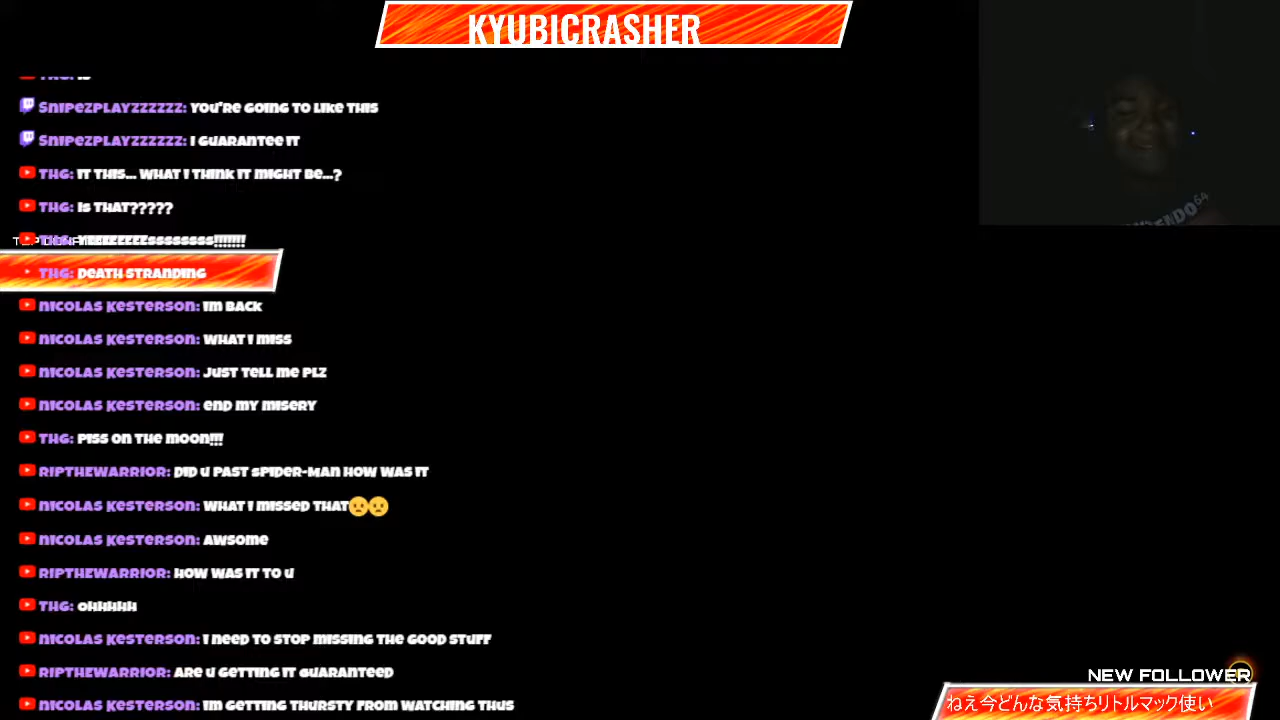 KYUBICRASHER
THG: IS
SNIPEZPLAYZZZZZZ: YOU'RE GOING TO LIKE THIS
SNIPEZPLAYZZZZZZ: I GUARANTEE IT
THG: IT THIS... WHAT I THINK IT MIGHT BE...?
THG: IS THAT?????
THG:
THG: DEATH STRANDING
NICOLAS KESTERSON: I'M BACK
NICOLAS KESTERSON: WHAT I MISS
NICOLAS KESTERSON: JUST TELL ME PLZ
NICOLAS KESTERSON: END MY MISERY
THG: PISS ON THE MOON!!!
RIPTHEWARRIOR: DID U PAST SPIDER-MAN HOW WAS IT
NICOLAS KESTERSON: WHAT I MISSED THAT😟😟
NICOLAS KESTERSON: AWSOME
RIPTHEWARRIOR: HOW WAS IT TO U
THG: OHHHHH
NICOLAS KESTERSON: I NEED TO STOP MISSING THE GOOD STUFF
RIPTHEWARRIOR: ARE U GETTING IT GUARANTEED
NICOLAS KESTERSON: I'M GETTING THURSTY FROM WATCHING THUS
NEW FOLLOWER
ねえ今どんな気持ちリトルマック使い